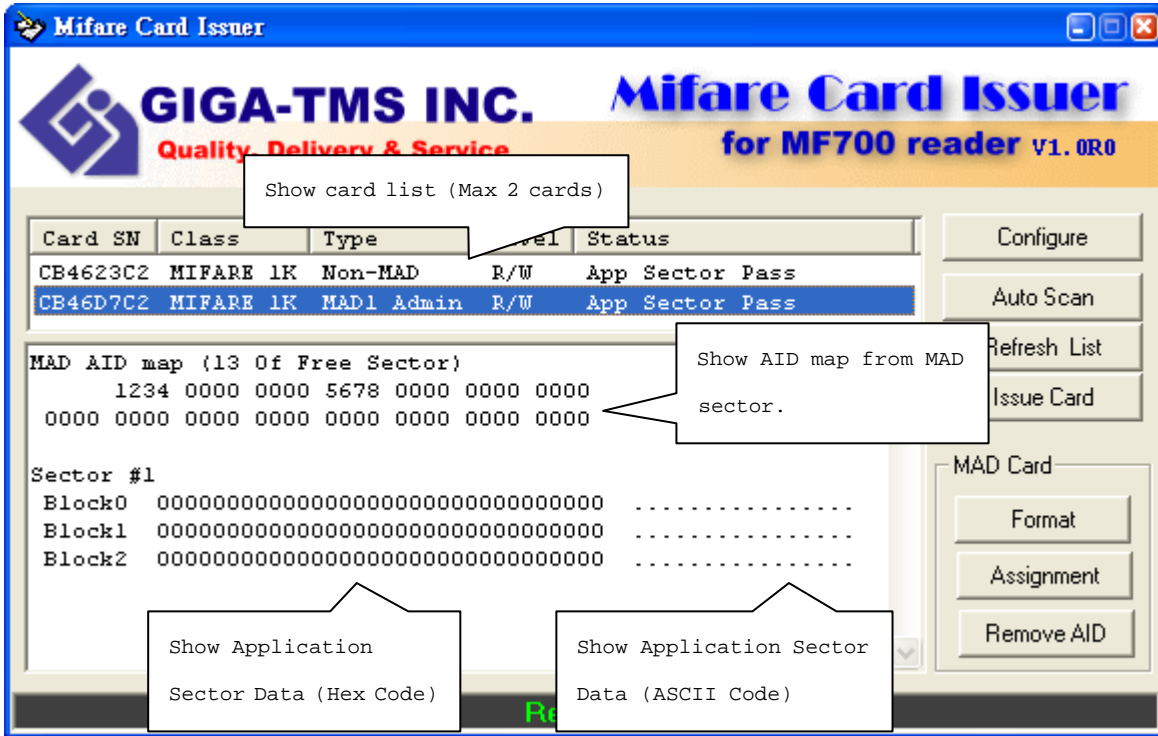 Mifare Card Issuer
GIGA-TMS INC.
Quality, Delivery & Service
Mifare Card Issuer
for MF700 reader V1.0R0
Show card list (Max 2 cards)
Card SN Class Type Level Status
CB4623C2 MIFARE 1K Non-MAD R/W App Sector Pass
CB46D7C2 MIFARE 1K MAD1 Admin R/W App Sector Pass
Configure
Auto Scan
Refresh List
Issue Card
MAD AID map (13 Of Free Sector)
1234 0000 0000 5678 0000 0000 0000
0000 0000 0000 0000 0000 0000 0000 0000
Show AID map from MAD
sector.
Sector #1
Block0 00000000000000000000000000000000 ................
Block1 00000000000000000000000000000000 ................
Block2 00000000000000000000000000000000 ................
MAD Card
Format
Assignment
Remove AID
Show Application
Sector Data (Hex Code)
Show Application Sector
Data (ASCII Code)